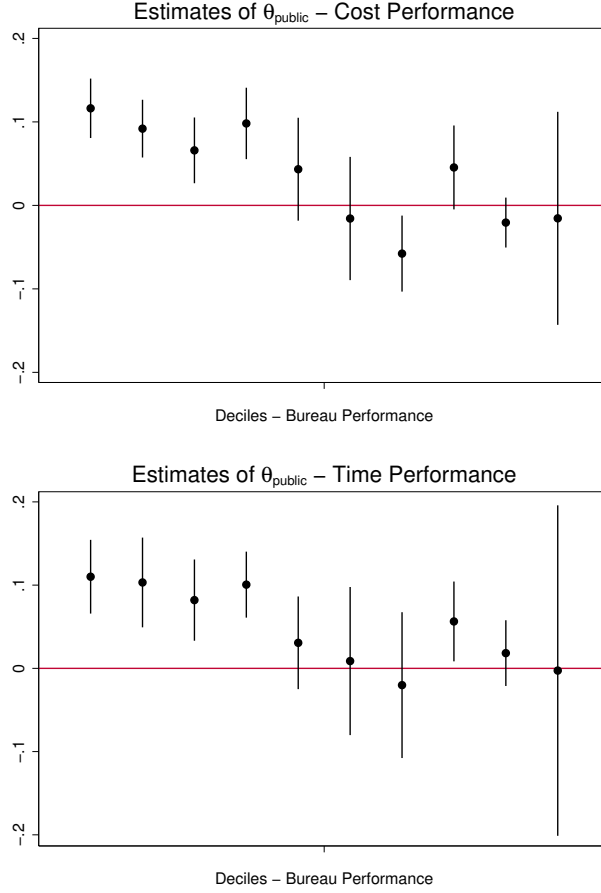 Estimates of θpublic – Cost Performance
.2
.1
0
-.1
-.2
Deciles – Bureau Performance
Estimates of θpublic – Time Performance
.2
.1
0
-.1
-.2
Deciles – Bureau Performance